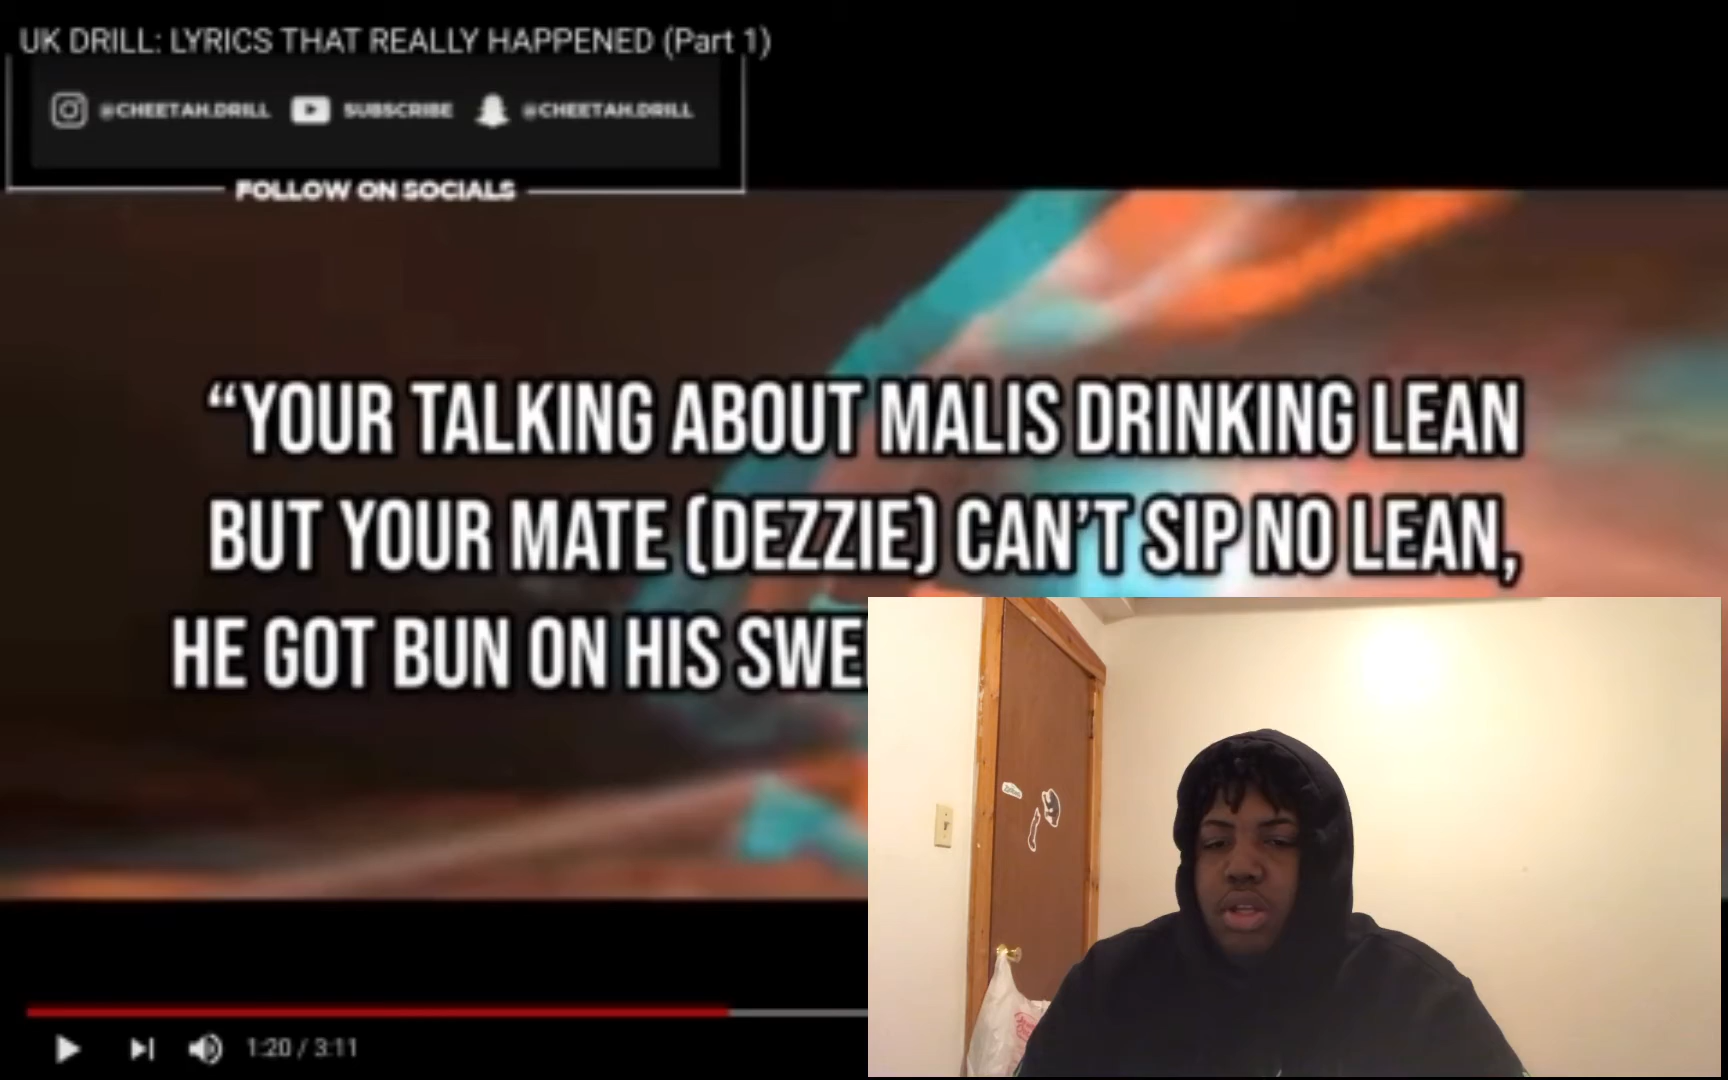 UK DRILL: LYRICS THAT REALLY HAPPENED (Part 1)
@CHEETAH.DRILL SUBSCRIBE @CHEETAH.DRILL
FOLLOW ON SOCIALS
“YOUR TALKING ABOUT MALIS DRINKING LEAN
BUT YOUR MATE (DEZZIE) CAN’T SIP NO LEAN,
HE GOT BUN ON HIS SWE
1:20 / 3:11